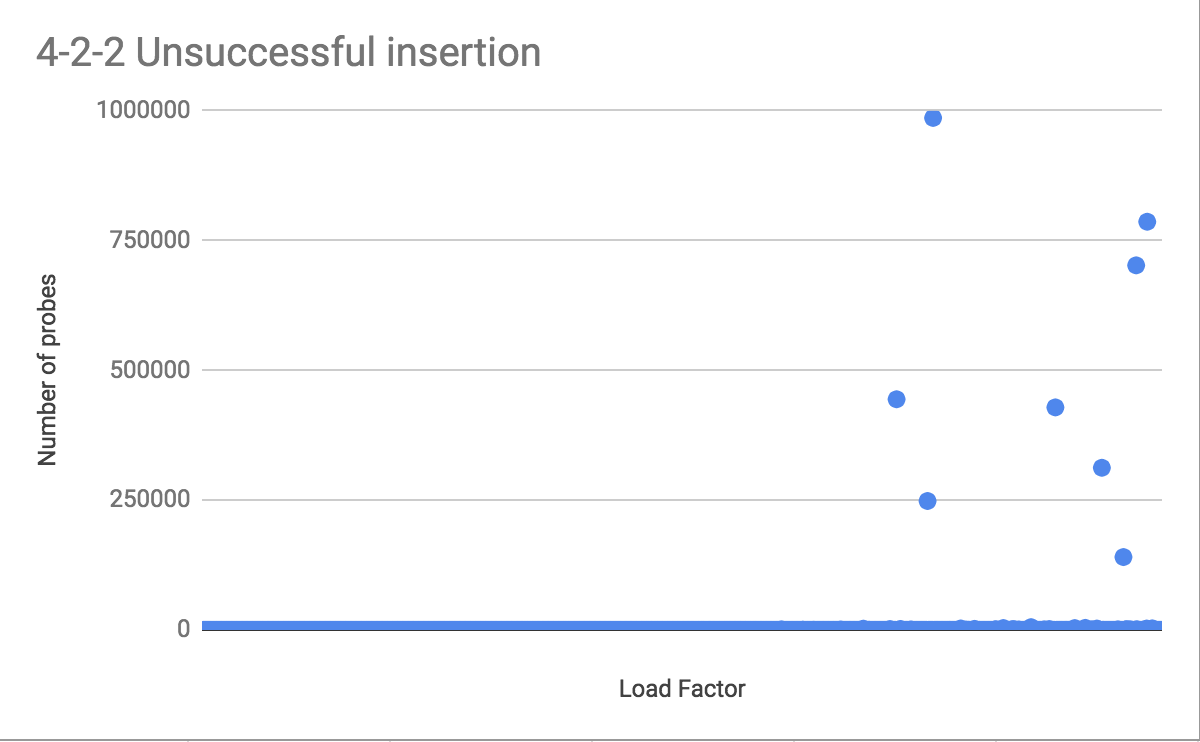 4-2-2 Unsuccessful insertion
1000000
750000
500000
250000
0
Number of probes
Load Factor